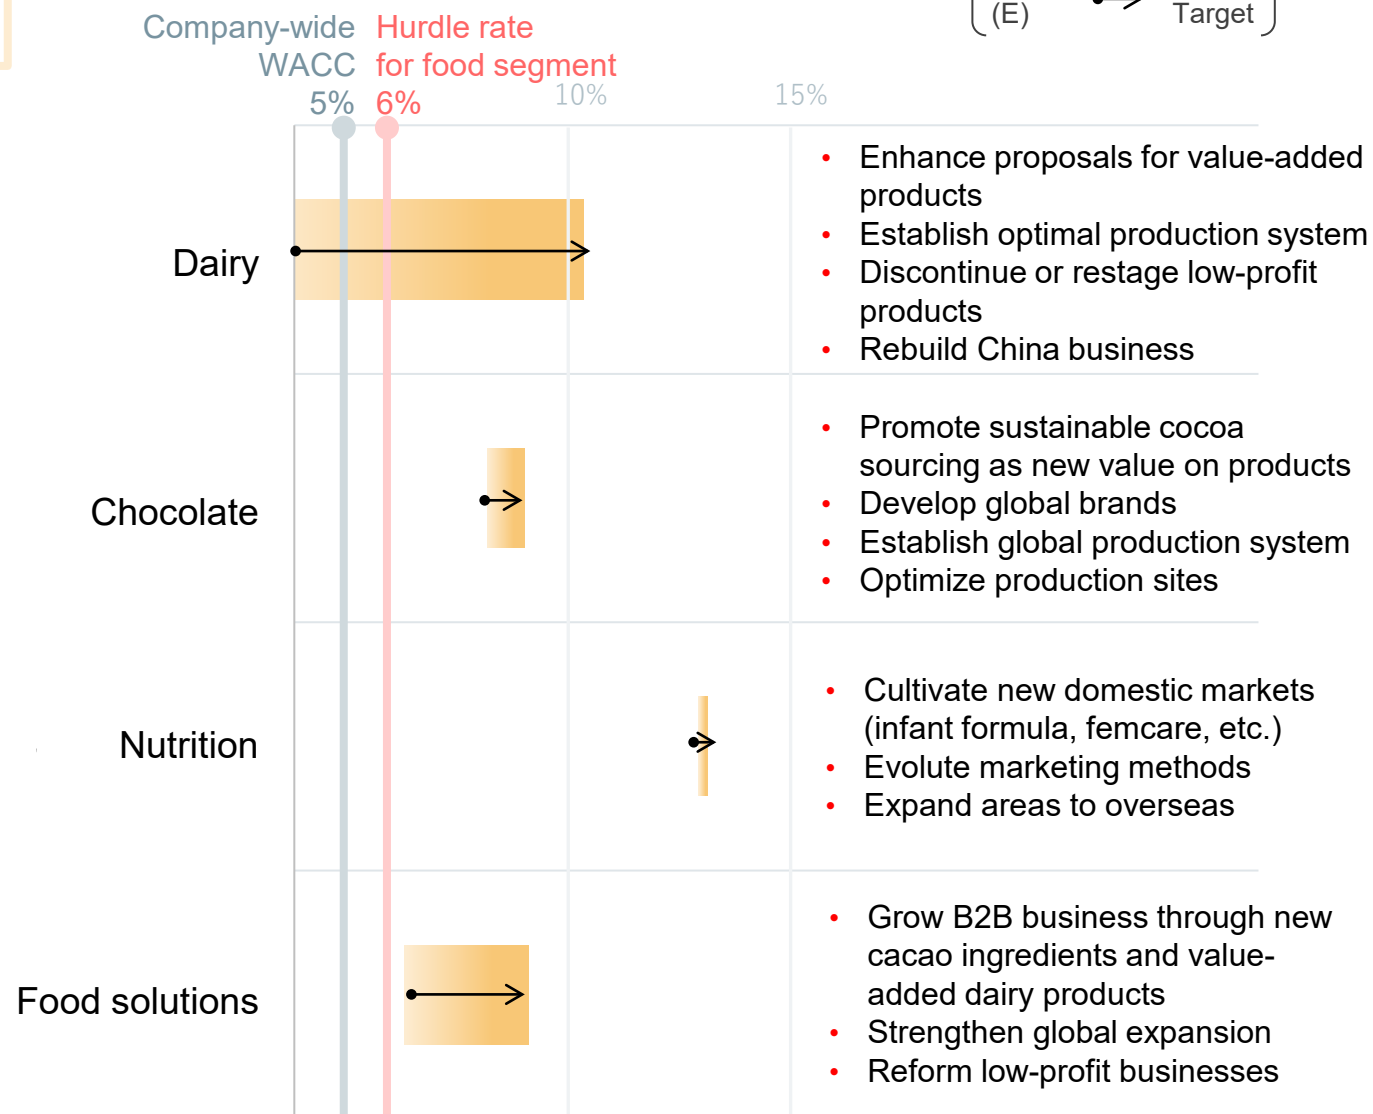 (E)
Target
Company-wide
WACC
5%
Hurdle rate
for food segment
6%
10%
15%
Dairy
• Enhance proposals for value-added
products
• Establish optimal production system
• Discontinue or restage low-profit
products
• Rebuild China business
Chocolate
• Promote sustainable cocoa
sourcing as new value on products
• Develop global brands
• Establish global production system
• Optimize production sites
Nutrition
• Cultivate new domestic markets
(infant formula, femcare, etc.)
• Evolute marketing methods
• Expand areas to overseas
Food solutions
• Grow B2B business through new
cacao ingredients and value-
added dairy products
• Strengthen global expansion
• Reform low-profit businesses